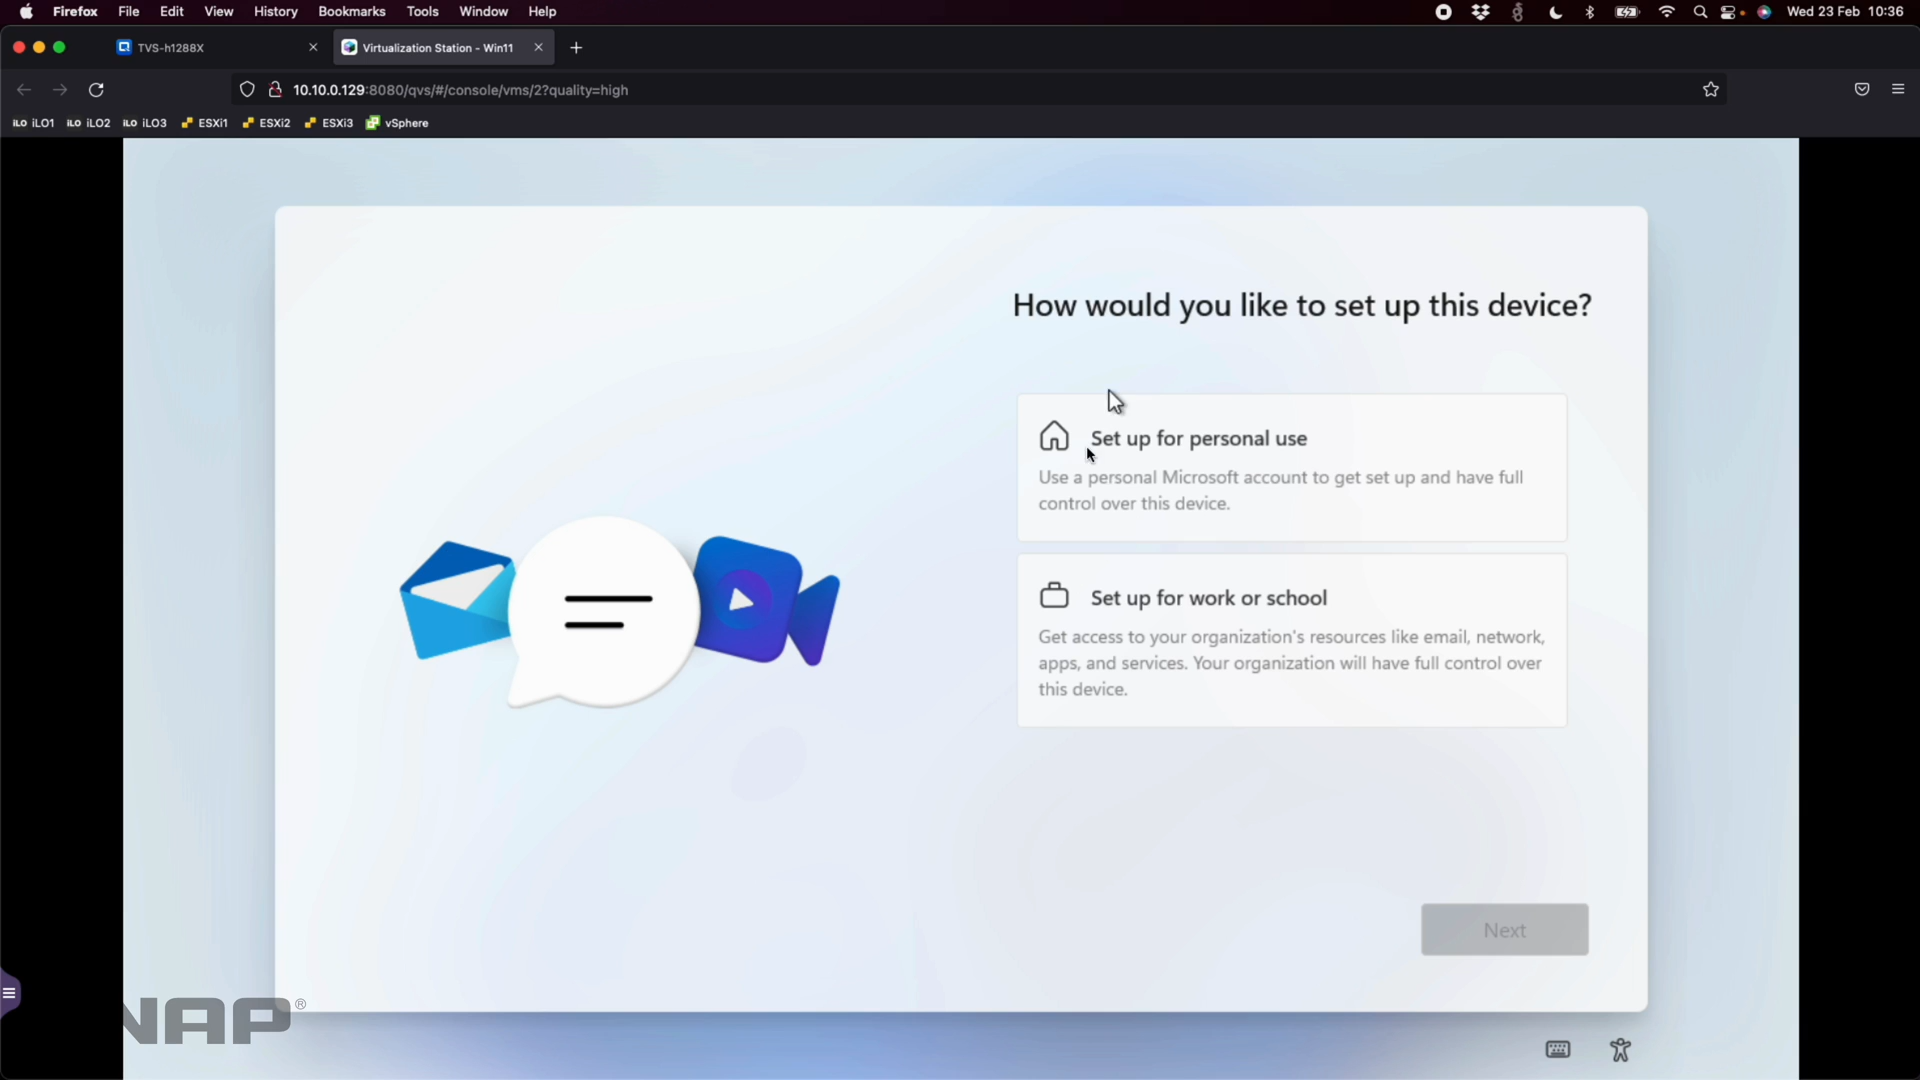 Firefox File Edit View History Bookmarks Tools Window Help Wed 23 Feb 10:36
TVS-h1288X Virtualization Station - Win11
10.10.0.129:8080/qvs/#/console/vms/2?quality=high
iLO iLO1 iLO iLO2 iLO iLO3 ESXi1 ESXi2 ESXi3 vSphere
How would you like to set up this device?
Set up for personal use
Use a personal Microsoft account to get set up and have full
control over this device.
Set up for work or school
Get access to your organization's resources like email, network,
apps, and services. Your organization will have full control over
this device.
Next
NAP®